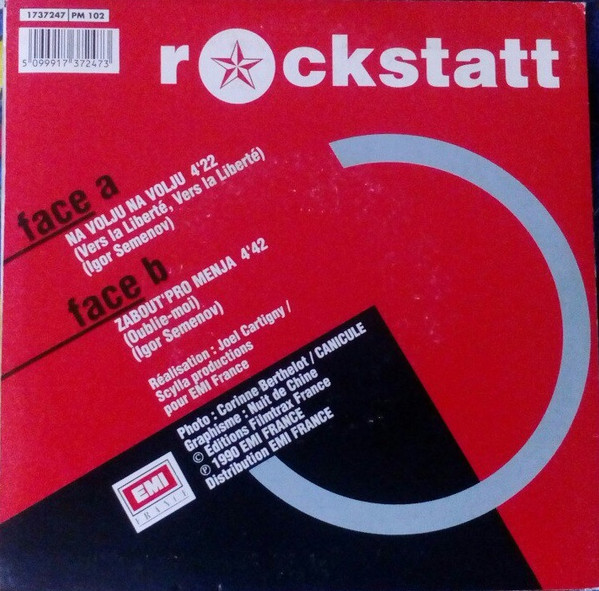 1737247 PM 102
5 099917 372473
rockstatt
face a
NA VOLJU NA VOLJU 4'22
(Vers la Liberté, Vers la Liberté)
(Igor Semenov)
face b
ZABOUT'PRO MENJA 4'42
(Oublie-moi)
(Igor Semenov)
Réalisation : Joel Cartigny /
Scylla productions
pour EMI France
Photo : Corinne Berthelot / CANICULE
Graphisme : Nuit de Chine
© Editions Filmtrax France
℗ 1990 EMI FRANCE
Distribution EMI FRANCE
EMI
FRANCE